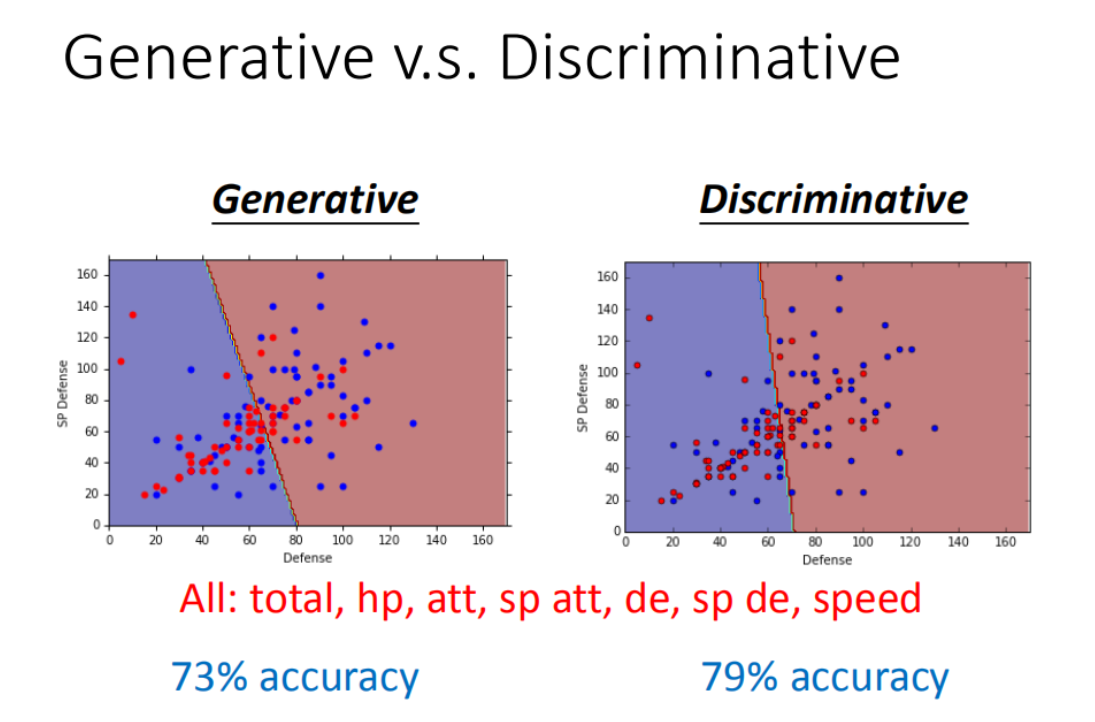 Generative v.s. Discriminative
Generative
Discriminative
160
140
120
100
80
60
40
20
0
SP Defense
0 20 40 60 80 100 120 140 160
Defense
160
140
120
100
80
60
40
20
0
SP Defense
0 20 40 60 80 100 120 140 160
Defense
All: total, hp, att, sp att, de, sp de, speed
73% accuracy
79% accuracy